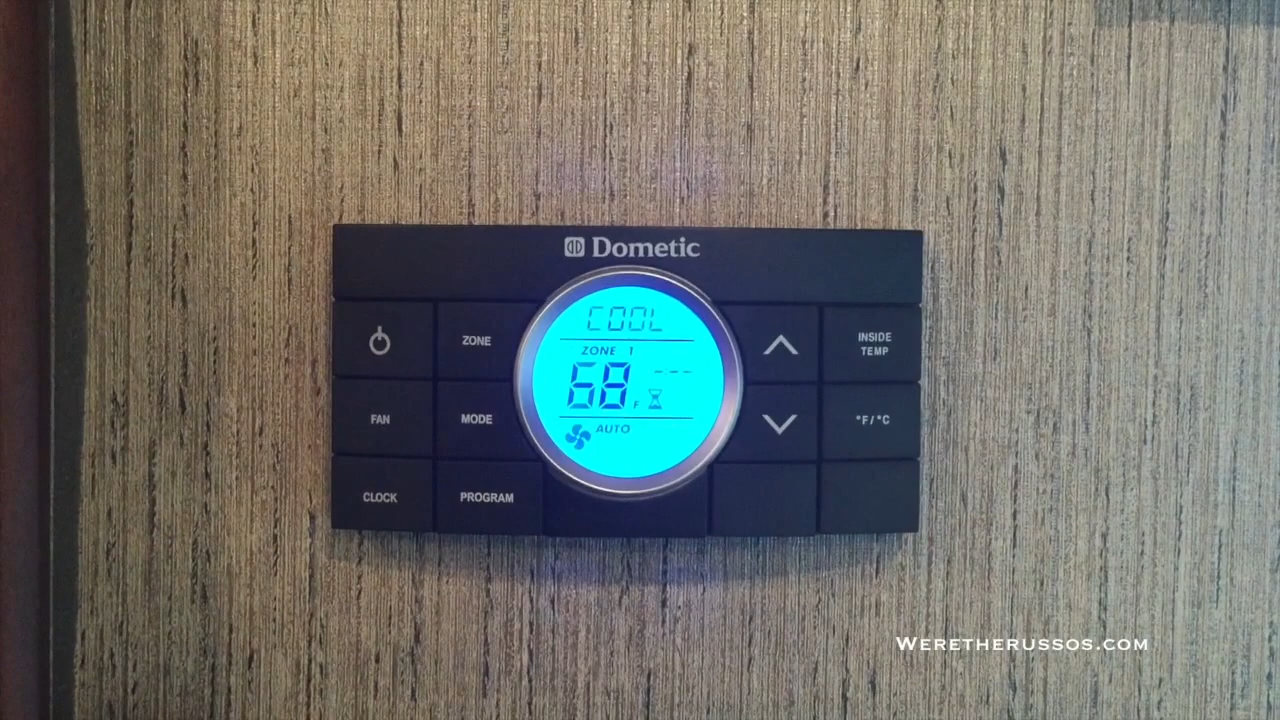 Dometic
COOL
ZONE 1
68 F -:--
AUTO
ZONE
INSIDE
TEMP
FAN
MODE
°F/°C
CLOCK
PROGRAM
WERETHERUSSOS.COM